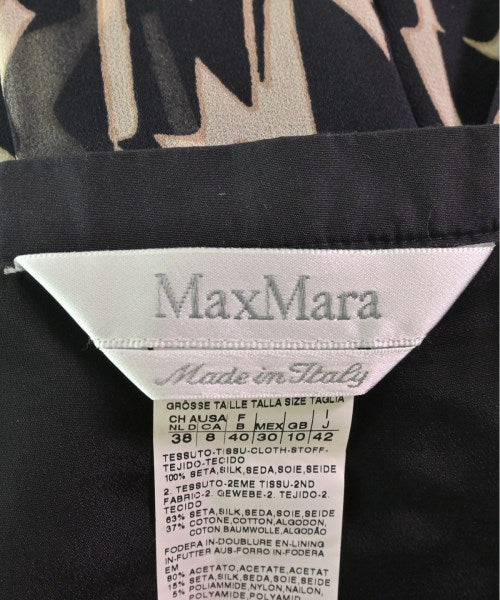 MaxMara
Made in Italy
GRÖSSE TAILLE TALLA SIZE TAGLIA
CH AUSA F I
NL D CA B MEX GB J
38 8 40 30 10 42
TESSUTO-TISSU-CLOTH-STOFF-
TEJIDO-TECIDO
100% SETA,SILK,SEDA,SOIE,SEIDE
2. TESSUTO-2EME TISSU-2ND
FABRIC-2. GEWEBE-2. TEJIDO-2.
TECIDO
63% SETA,SILK,SEDA,SOIE,SEIDE
37% COTONE,COTTON,ALGODON,
COTON,BAUMWOLLE,ALGODÃO,
FODERA IN-DOUBLURE EN-LINING
IN-FUTTER AUS-FORRO IN-FODERA
EM
80% ACETATO,ACETATE,ACETAT
15% SETA,SILK,SEDA,SOIE,SEIDE
5% POLIAMMIDE,NYLON,NAILON,
POLYAMIDE,